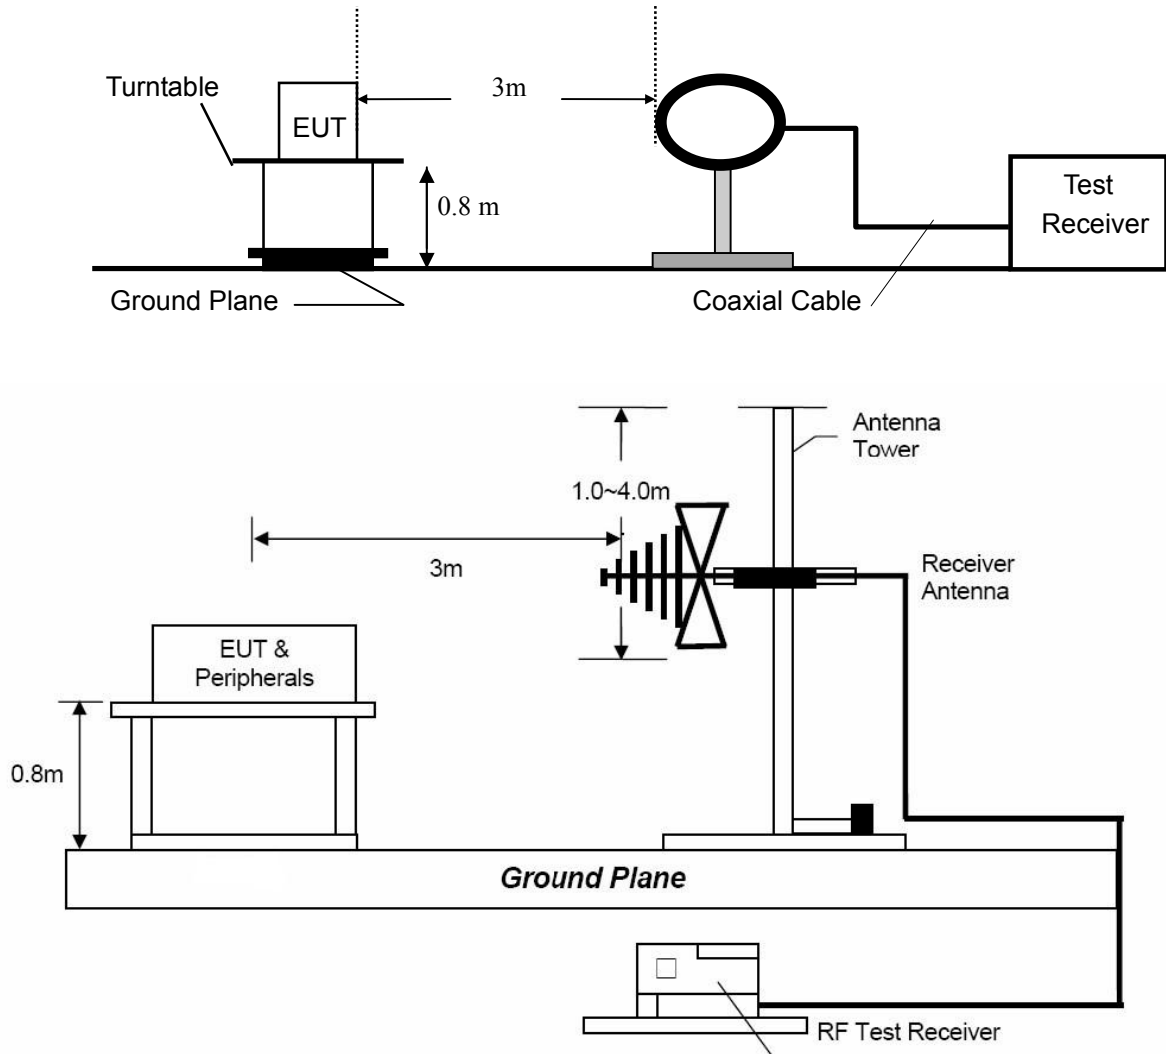 Turntable
3m
EUT
0.8 m
Test
Receiver
Ground Plane
Coaxial Cable
Antenna
Tower
1.0~4.0m
3m
Receiver
Antenna
EUT &
Peripherals
0.8m
Ground Plane
RF Test Receiver